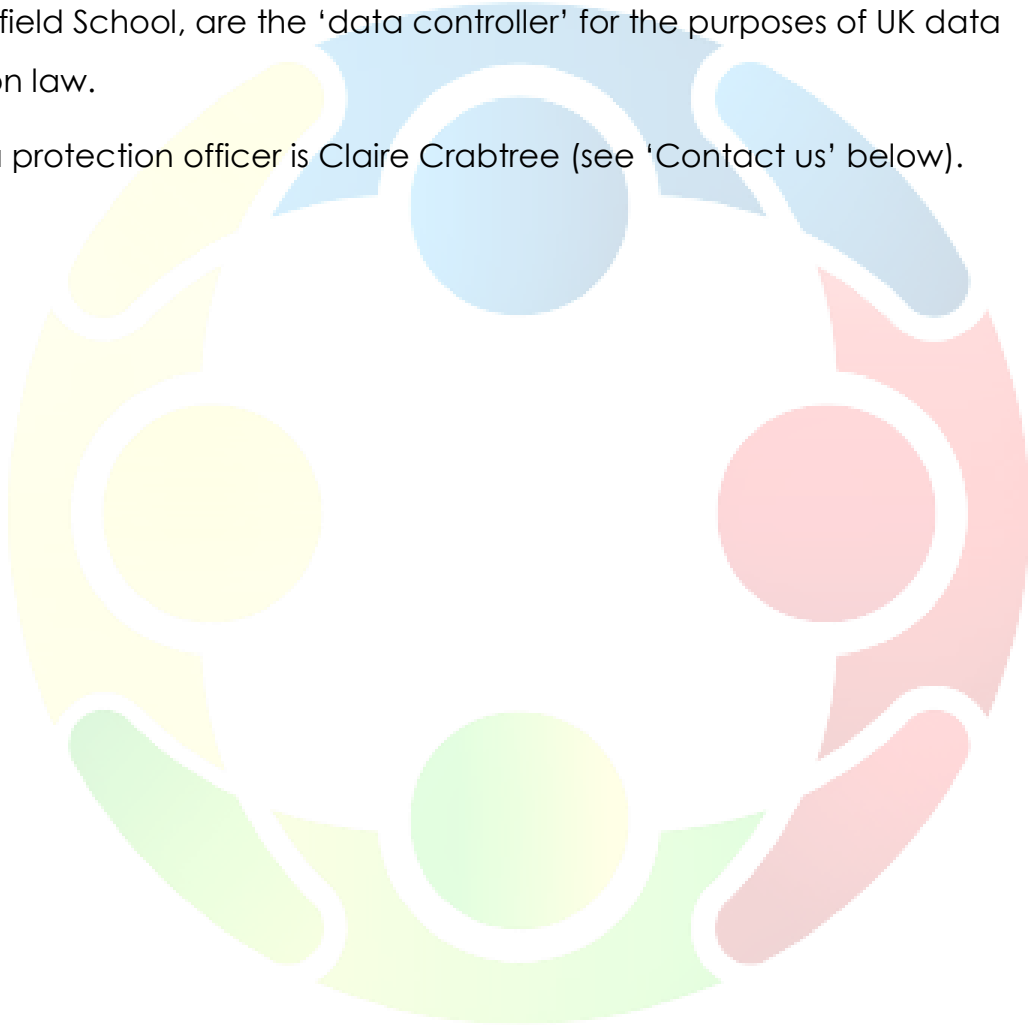 field School, are the ‘data controller’ for the purposes of UK data
on law.
protection officer is Claire Crabtree (see ‘Contact us’ below).